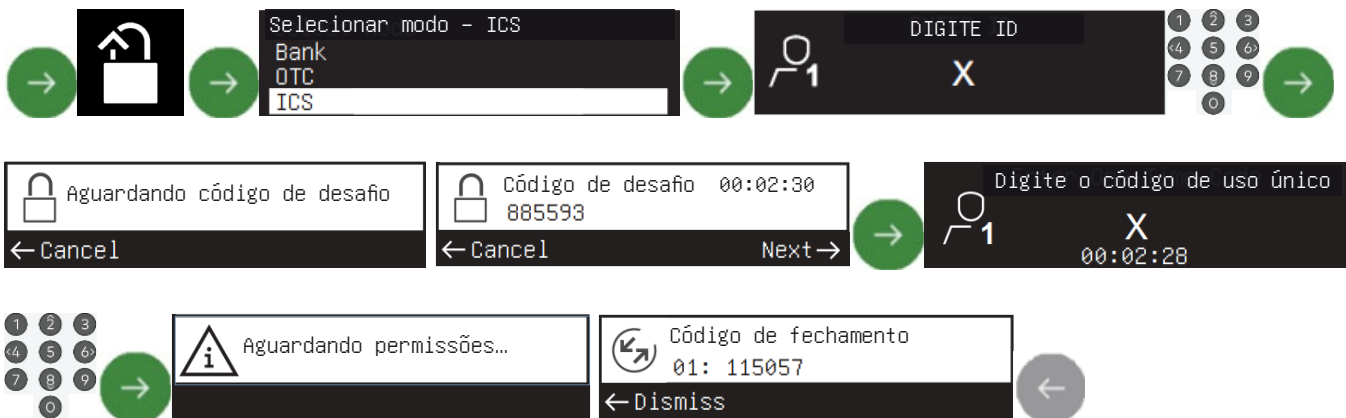 Selecionar modo - ICS
Bank
OTC
ICS
DIGITE ID
1
X
1 2 3
4 5 6
7 8 9
0
Aguardando código de desafio
←Cancel
Código de desafio 00:02:30
885593
←Cancel Next→
Digite o código de uso único
1
X
00:02:28
1 2 3
4 5 6
7 8 9
0
i
Aguardando permissões…
Código de fechamento
01: 115057
←Dismiss